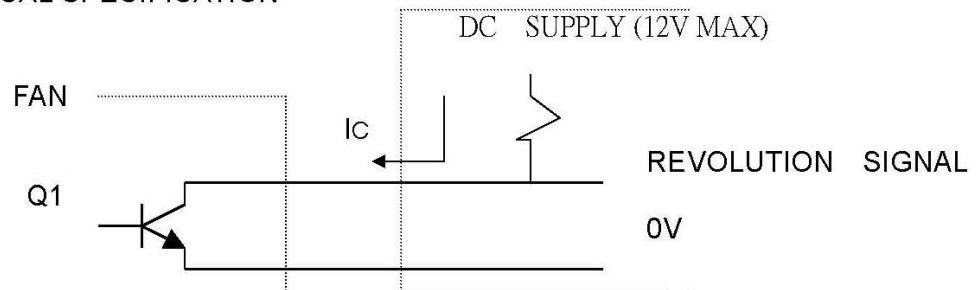 DC SUPPLY (12V MAX)
FAN
IC
REVOLUTION SIGNAL
Q1
0V